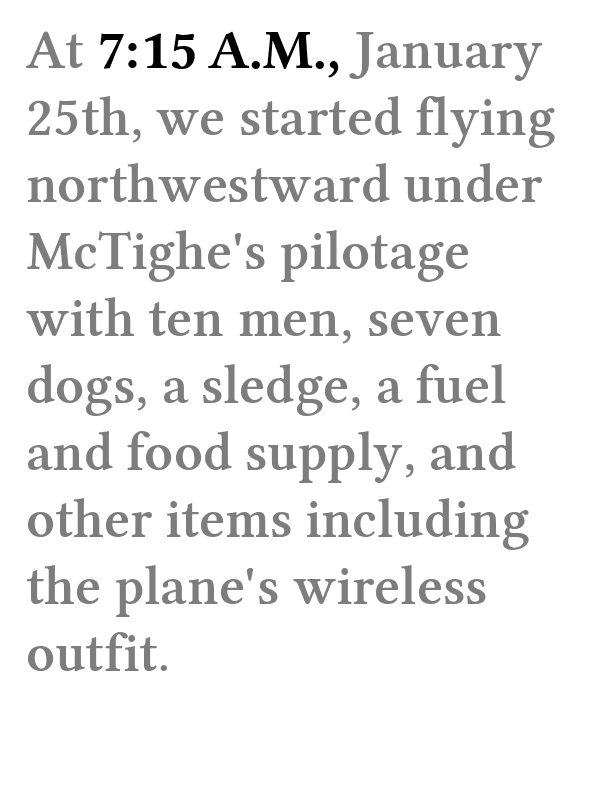 At 7:15 A.M., January
25th, we started flying
northwestward under
McTighe's pilotage
with ten men, seven
dogs, a sledge, a fuel
and food supply, and
other items including
the plane's wireless
outfit.